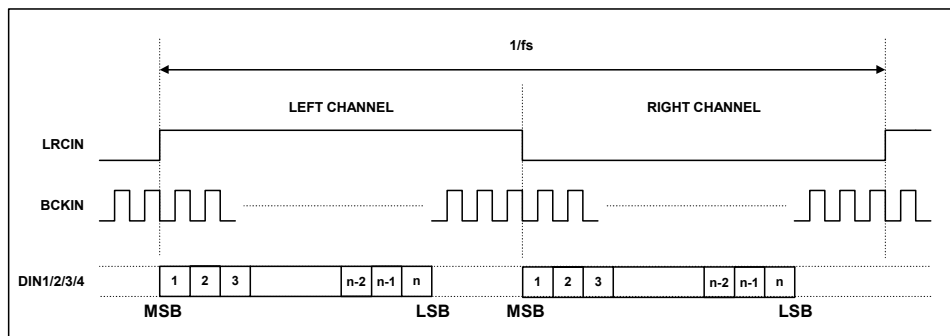 1/fs
LEFT CHANNEL RIGHT CHANNEL
LRCIN
BCKIN
DIN1/2/3/4 1 2 3 n-2 n-1 n 1 2 3 n-2 n-1 n
MSB LSB MSB LSB